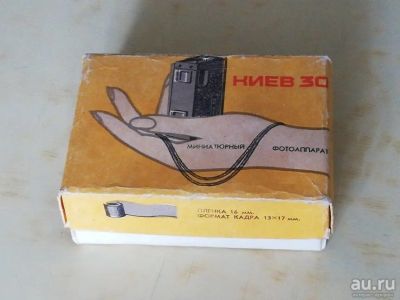 КИЕВ 30
МИНИАТЮРНЫЙ ФОТОАППАРАТ
ПЛЕНКА 16 мм.
ФОРМАТ КАДРА 13×17 мм.
au.ru